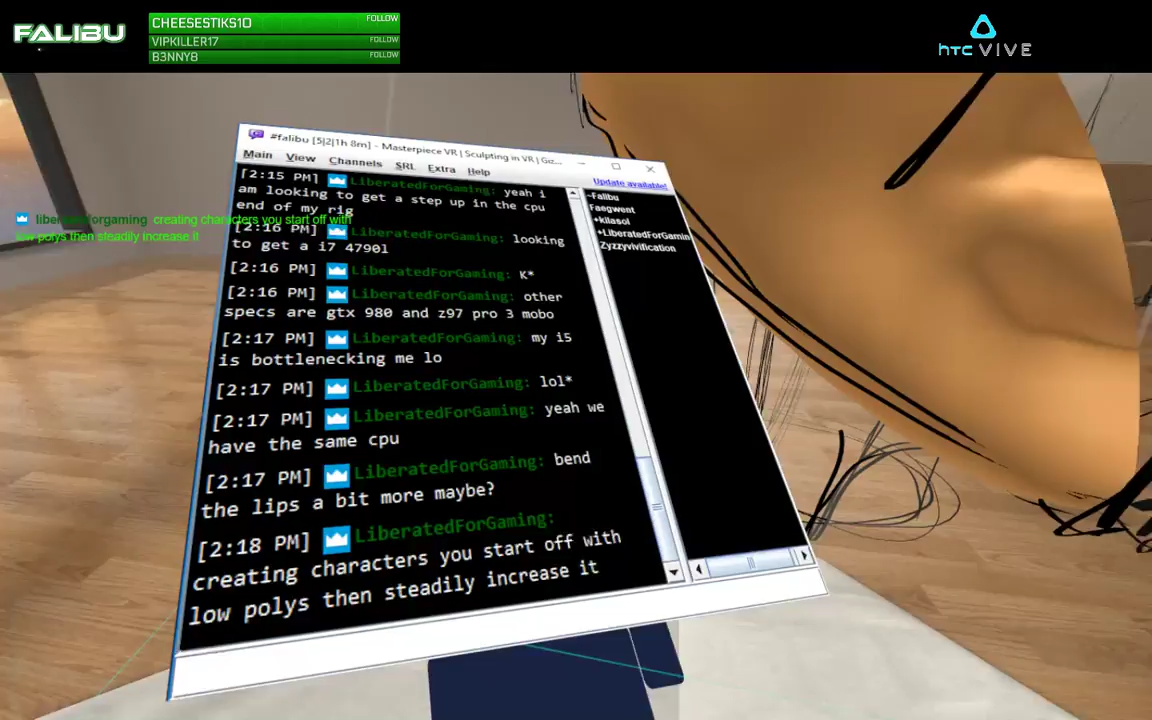 FALIBU
CHEESESTIKS10 FOLLOW
VIPKILLER17 FOLLOW
B3NNY8 FOLLOW
htc VIVE
#falibu [5|2|1h 8m] - Masterpiece VR | Sculpting in VR | Giz...
Main View Channels SRL Extra Help
Update available!
[2:15 PM] LiberatedForGaming: yeah i
am looking to get a step up in the cpu
end of my rig
[2:16 PM] LiberatedForGaming: looking
to get a i7 4790l
[2:16 PM] LiberatedForGaming: K*
[2:16 PM] LiberatedForGaming: other
specs are gtx 980 and z97 pro 3 mobo
[2:17 PM] LiberatedForGaming: my i5
is bottlenecking me lo
[2:17 PM] LiberatedForGaming: lol*
[2:17 PM] LiberatedForGaming: yeah we
have the same cpu
[2:17 PM] LiberatedForGaming: bend
the lips a bit more maybe?
[2:18 PM] LiberatedForGaming:
creating characters you start off with
low polys then steadily increase it
~Falibu
Faegwent
+kilasol
+LiberatedForGamin
Zyzzyvivification
liberatedforgaming creating characters you start off with
low polys then steadily increase it